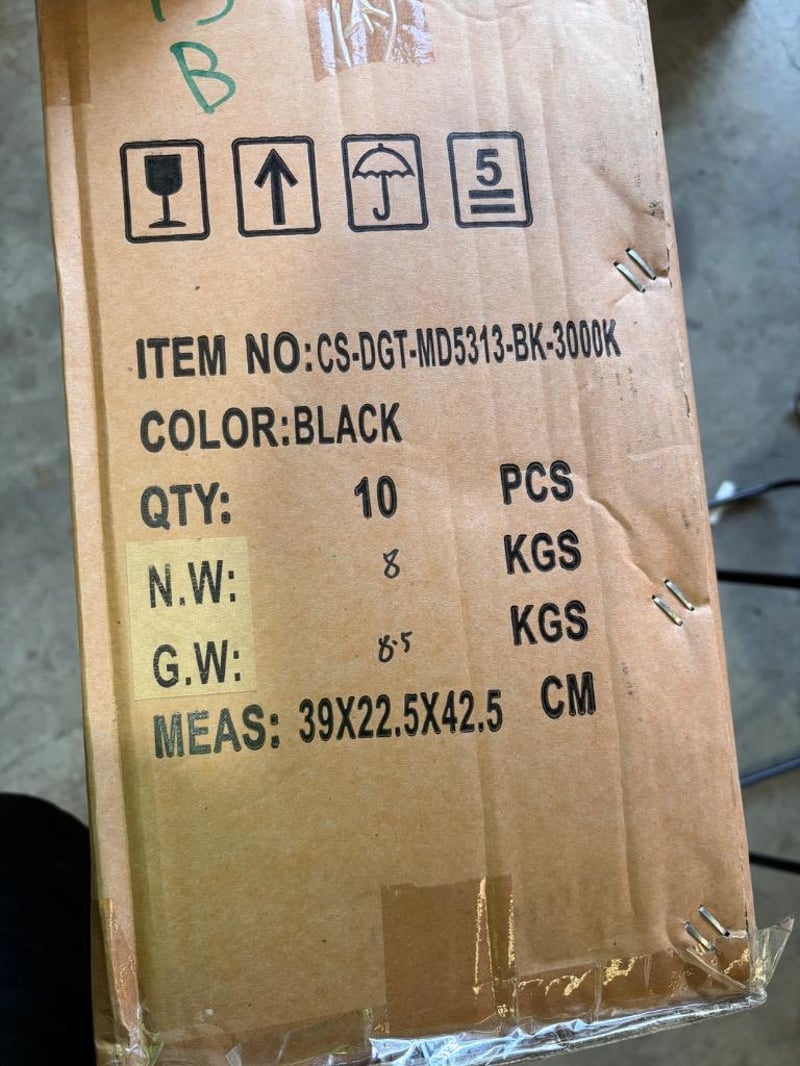 B
5
ITEM NO:CS-DGT-MD5313-BK-3000K
COLOR:BLACK
QTY: 10 PCS
N.W: 8 KGS
G.W: 8.5 KGS
MEAS: 39X22.5X42.5 CM